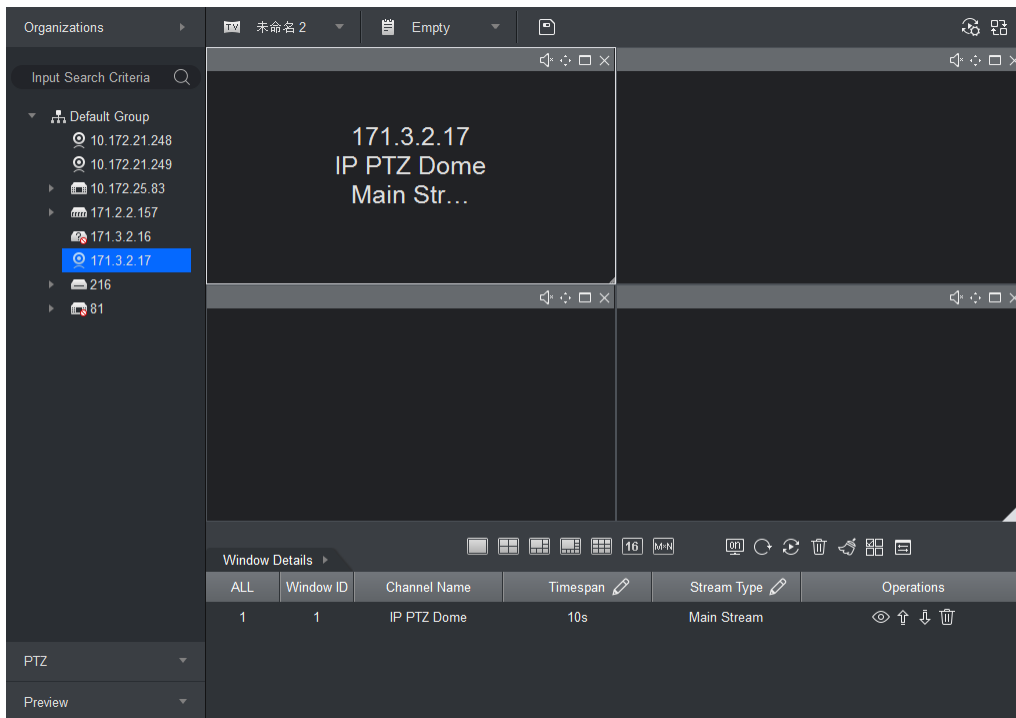 Organizations
TV 未命名 2
Empty
Input Search Criteria
Default Group
10.172.21.248
10.172.21.249
10.172.25.83
171.2.2.157
171.3.2.16
171.3.2.17
216
81
171.3.2.17
IP PTZ Dome
Main Str...
16 M×N on
Window Details
ALL Window ID Channel Name Timespan Stream Type Operations
1 1 IP PTZ Dome 10s Main Stream
PTZ
Preview